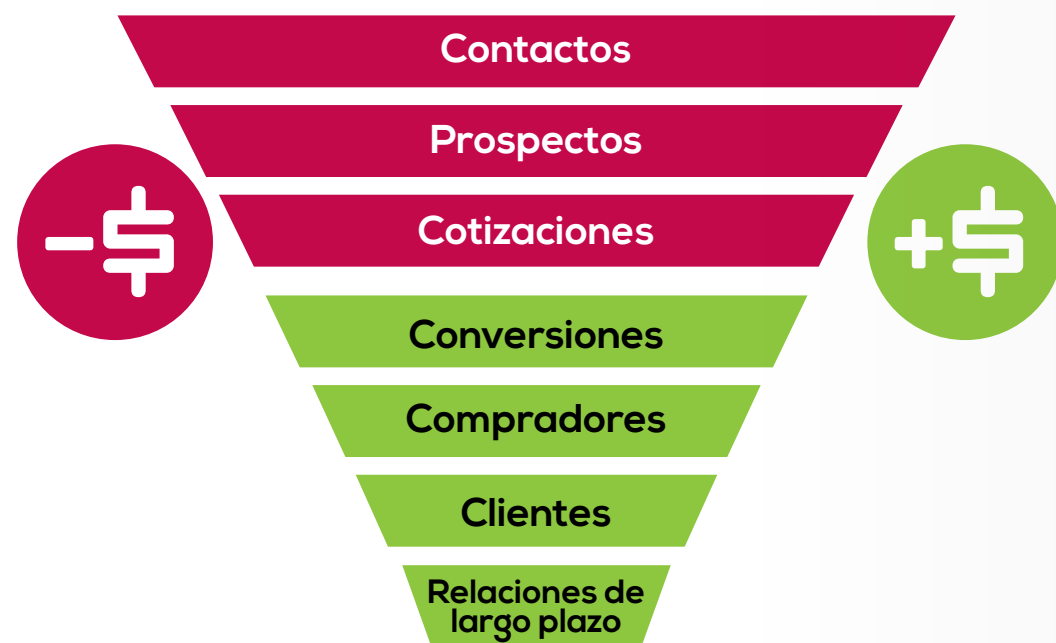 Contactos
Prospectos
-$
+$
Cotizaciones
Conversiones
Compradores
Clientes
Relaciones de
largo plazo